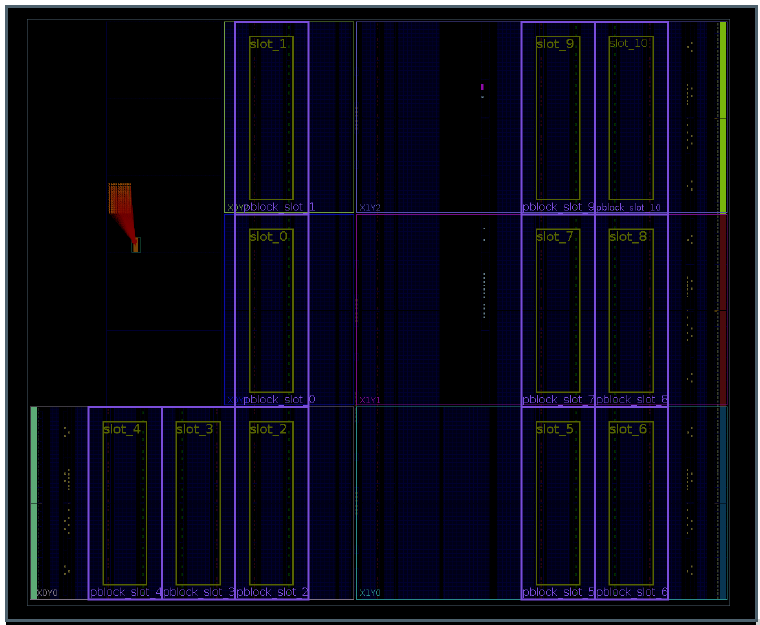 slot_1 slot_9 slot_10
pblock_slot_1 X1Y2 pblock_slot_9 pblock_slot_10
slot_0 slot_7 slot_8
pblock_slot_0 X1Y1 pblock_slot_7 pblock_slot_8
slot_4 slot_3 slot_2 slot_5 slot_6
X0Y0 pblock_slot_4 pblock_slot_3 pblock_slot_2 X1Y0 pblock_slot_5 pblock_slot_6